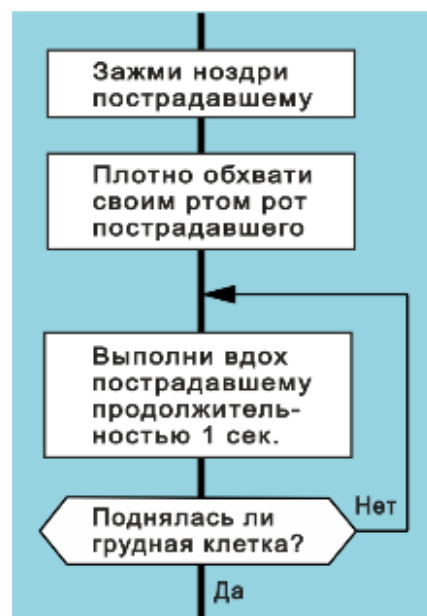 Зажми ноздри
пострадавшему
Плотно обхвати
своим ртом рот
пострадавшего
Выполни вдох
пострадавшему
продолжитель-
ностью 1 сек.
Поднялась ли
грудная клетка?
Нет
Да